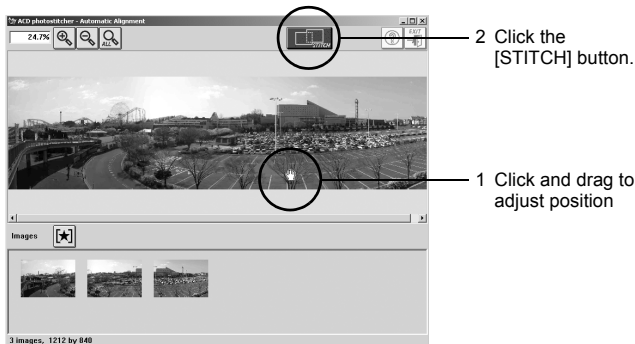 ACD photostitcher - Automatic Alignment
24.7%
ALL
STITCH
EXIT
2 Click the
[STITCH] button.
1 Click and drag to
adjust position
Images
3 images, 1212 by 840